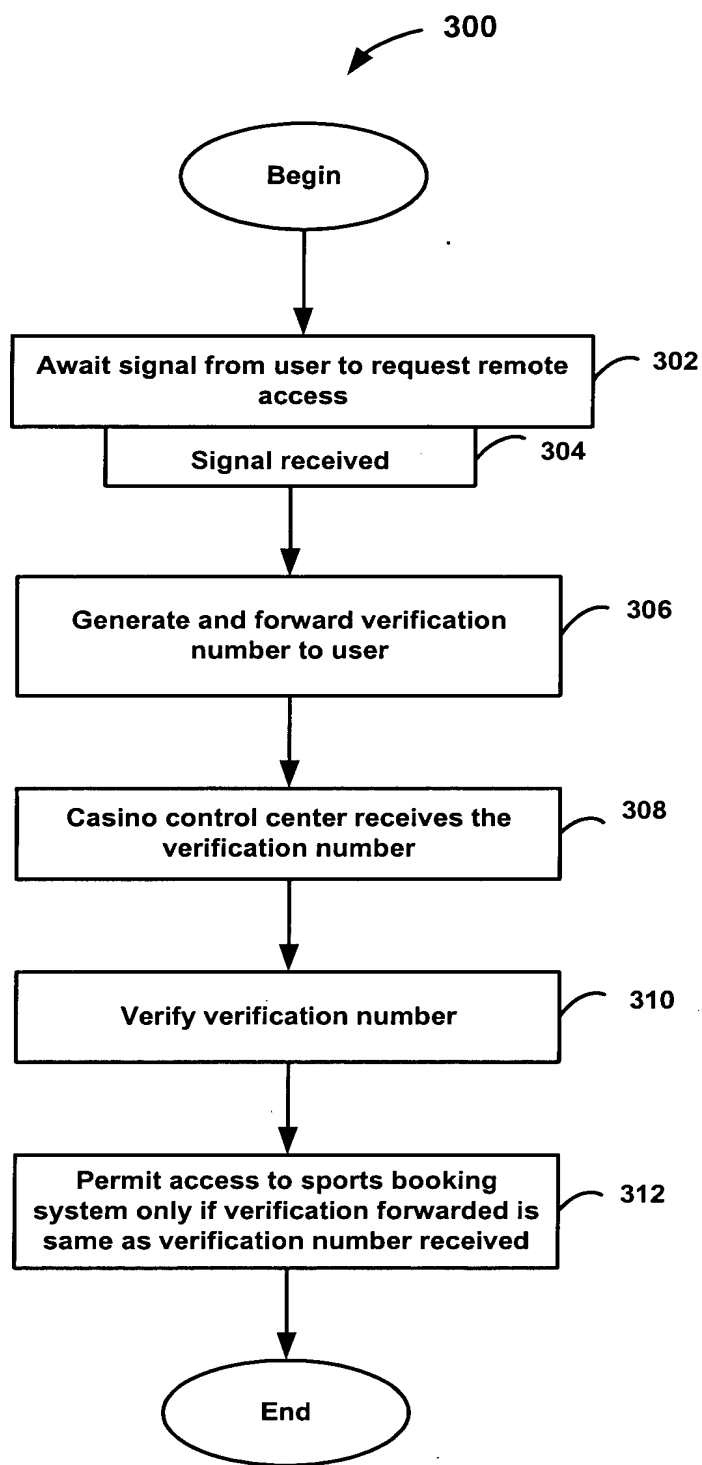 300
Begin
Await signal from user to request remote
access
302
Signal received
304
Generate and forward verification
number to user
306
Casino control center receives the
verification number
308
Verify verification number
310
Permit access to sports booking
system only if verification forwarded is
same as verification number received
312
End